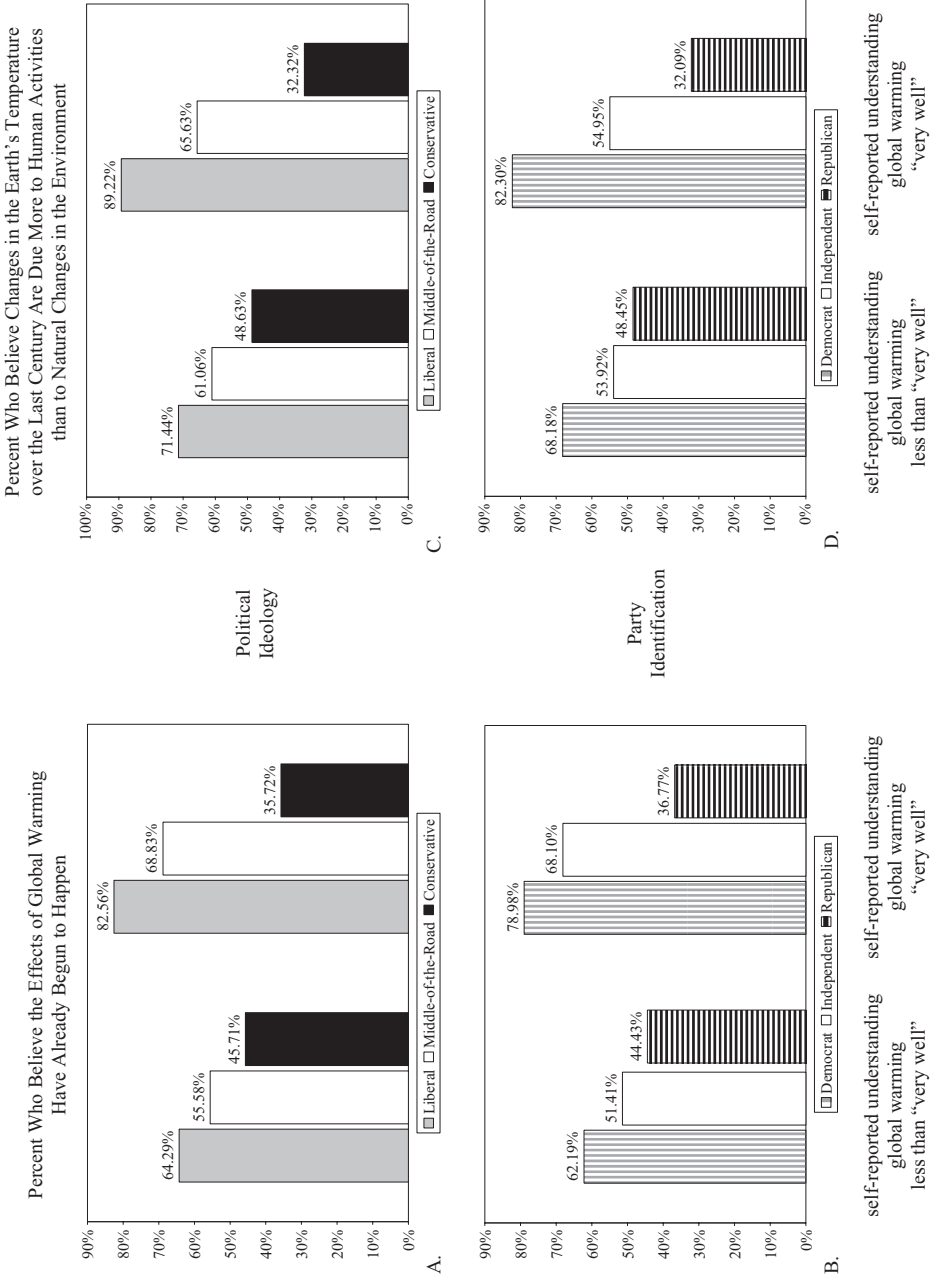 Percent Who Believe the Effects of Global Warming
Have Already Begun to Happen
90%
80%
70%
60%
50%
40%
30%
20%
10%
0%
64.29%
55.58%
45.71%
82.56%
68.83%
35.72%
Liberal Middle-of-the-Road Conservative
A.
Political
Ideology
Percent Who Believe Changes in the Earth's Temperature
over the Last Century Are Due More to Human Activities
than to Natural Changes in the Environment
100%
90%
80%
70%
60%
50%
40%
30%
20%
10%
0%
71.44%
61.06%
48.63%
89.22%
65.63%
32.32%
Liberal Middle-of-the-Road Conservative
C.
90%
80%
70%
60%
50%
40%
30%
20%
10%
0%
62.19%
51.41%
44.43%
78.98%
68.10%
36.77%
Democrat Independent Republican
B.
self-reported understanding
global warming
less than “very well”
self-reported understanding
global warming
“very well”
Party
Identification
90%
80%
70%
60%
50%
40%
30%
20%
10%
0%
68.18%
53.92%
48.45%
82.30%
54.95%
32.09%
Democrat Independent Republican
D.
self-reported understanding
global warming
less than “very well”
self-reported understanding
global warming
“very well”